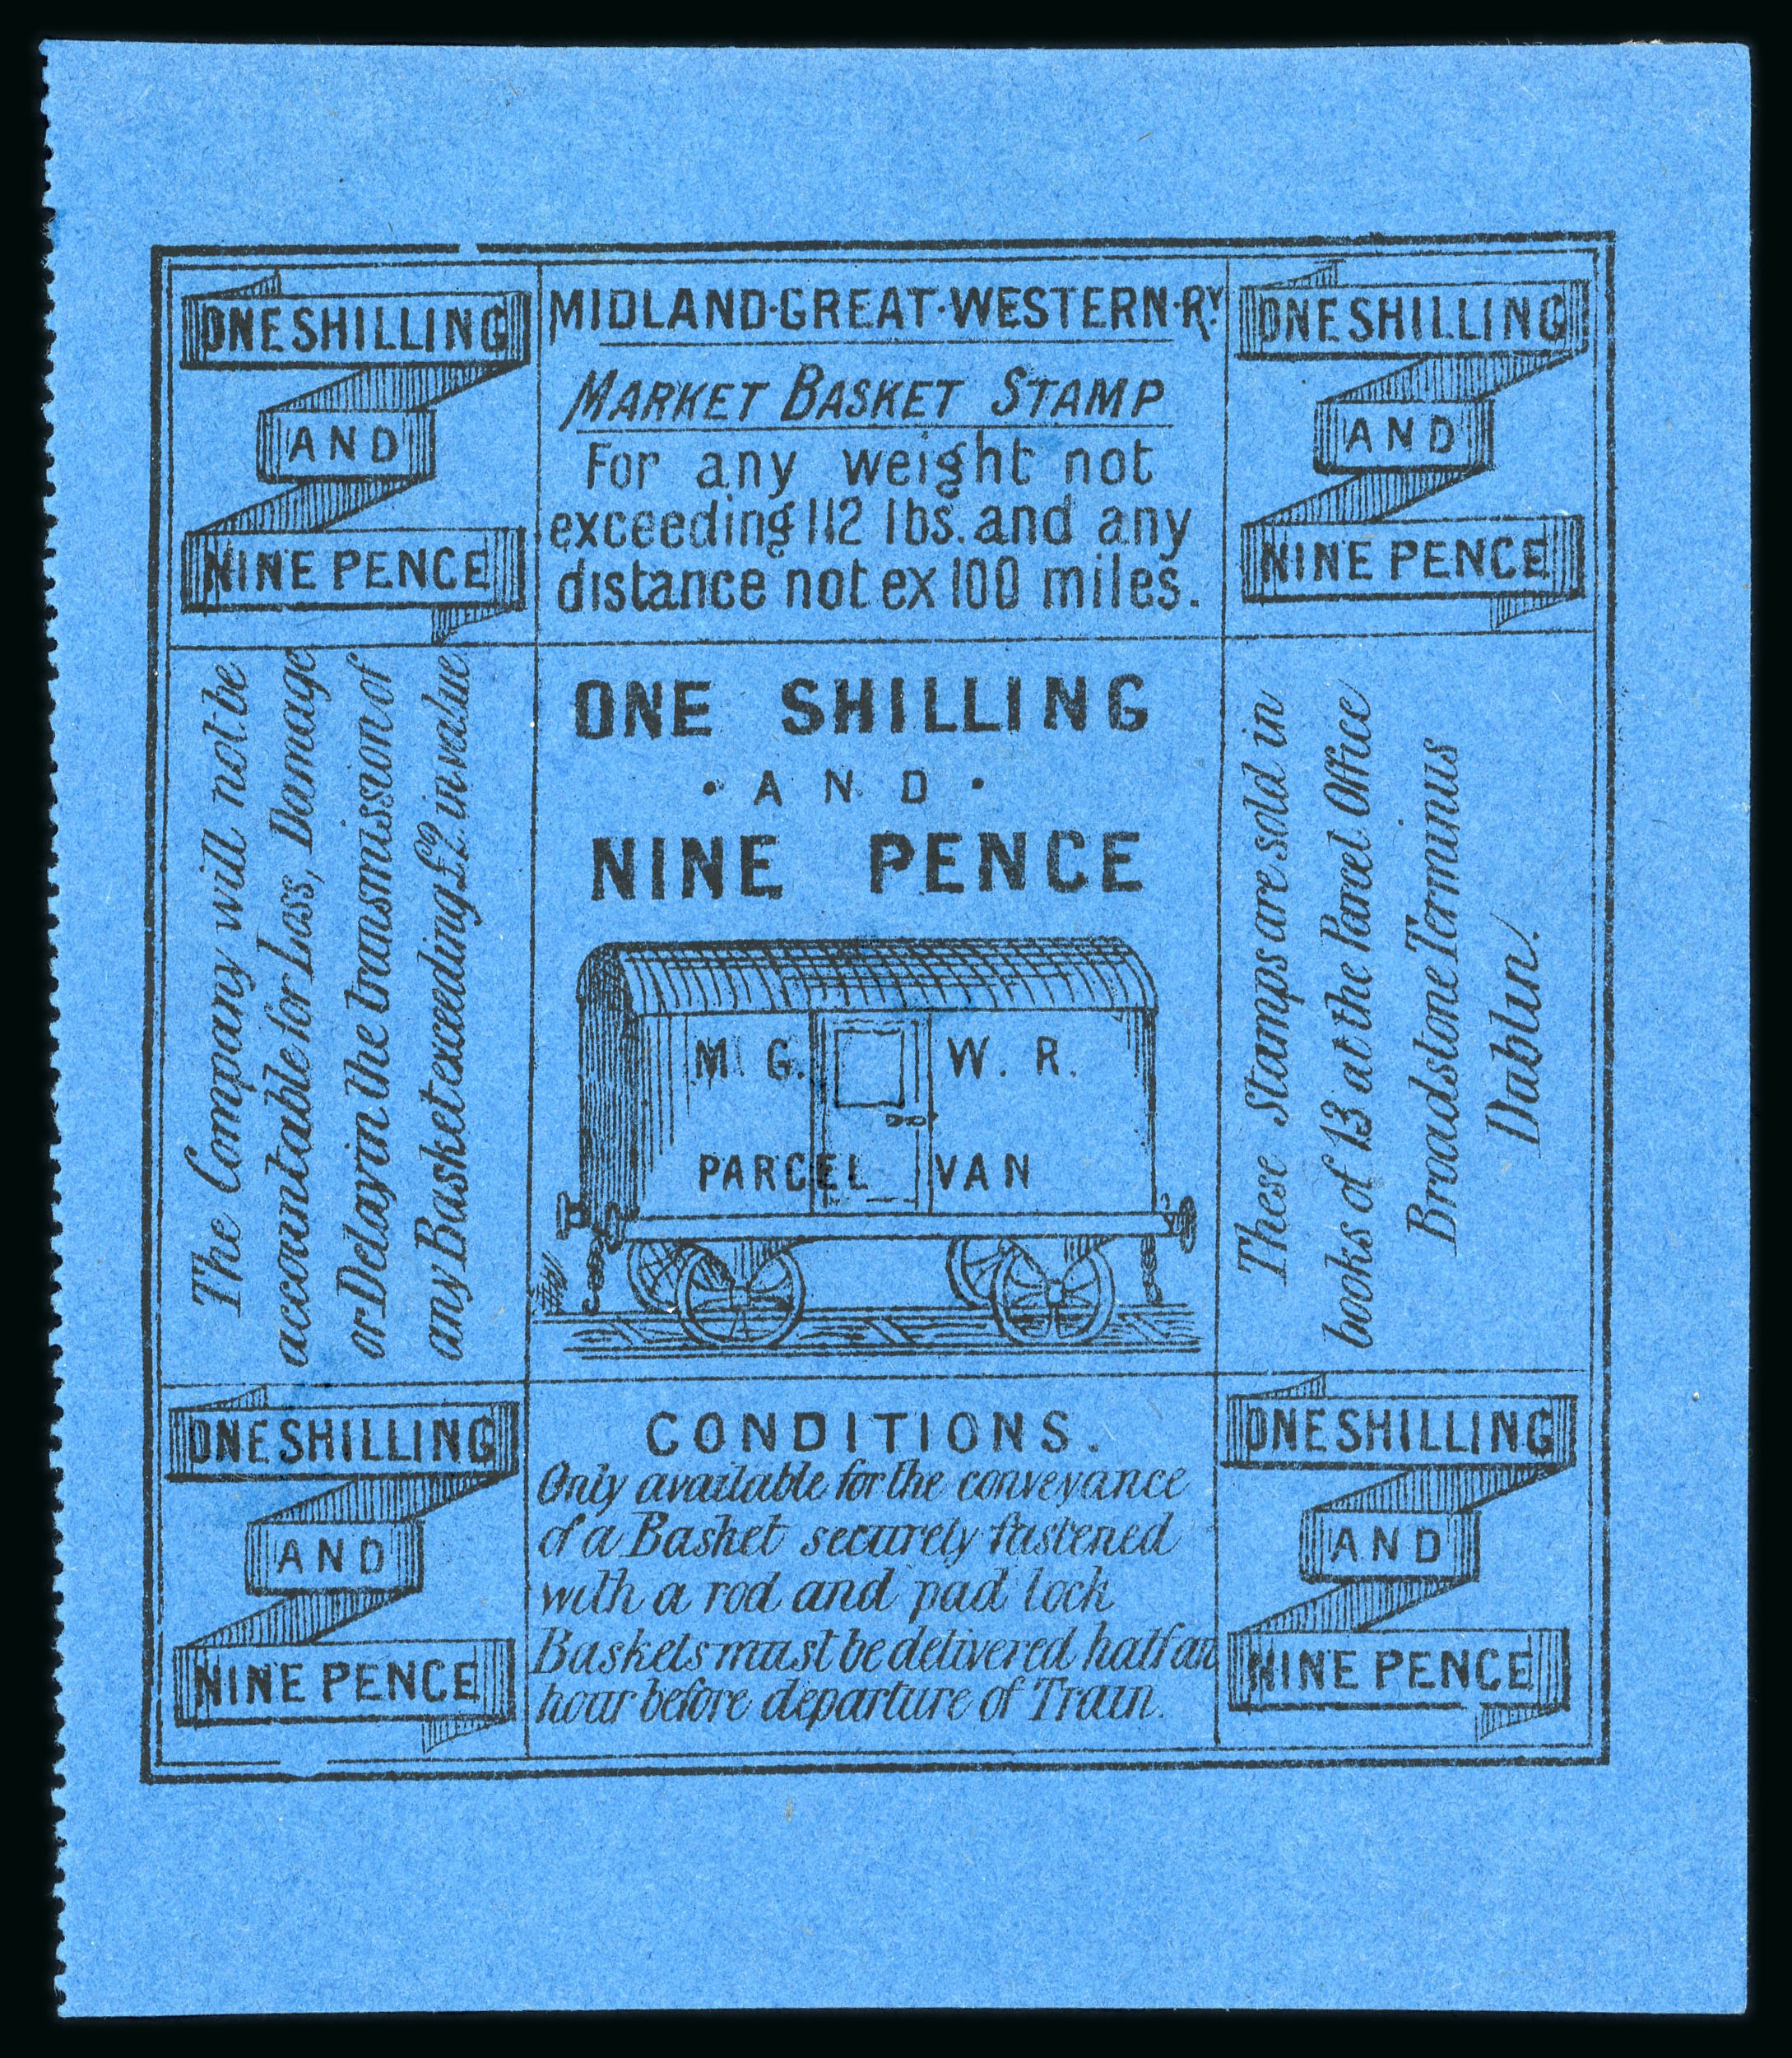 ONE SHILLING
AND
NINE PENCE
MIDLAND·GREAT·WESTERN·RY.
MARKET BASKET STAMP
For any weight not
exceeding 112 lbs. and any
distance not ex 100 miles.
ONE SHILLING
AND
NINE PENCE
The Company will not be
accountable for Loss, Damage
or Delay in the transmission of
any Basket exceeding £2 in value
ONE SHILLING
· AND ·
NINE PENCE
M. G. W. R.
PARCEL VAN
These Stamps are sold in
books of 13 at the Parcel Office
Broadstone Terminus
Dublin.
ONE SHILLING
AND
NINE PENCE
CONDITIONS.
Only available for the conveyance
of a Basket securely fastened
with a rod and pad lock
Baskets must be delivered half an
hour before departure of Train.
ONE SHILLING
AND
NINE PENCE